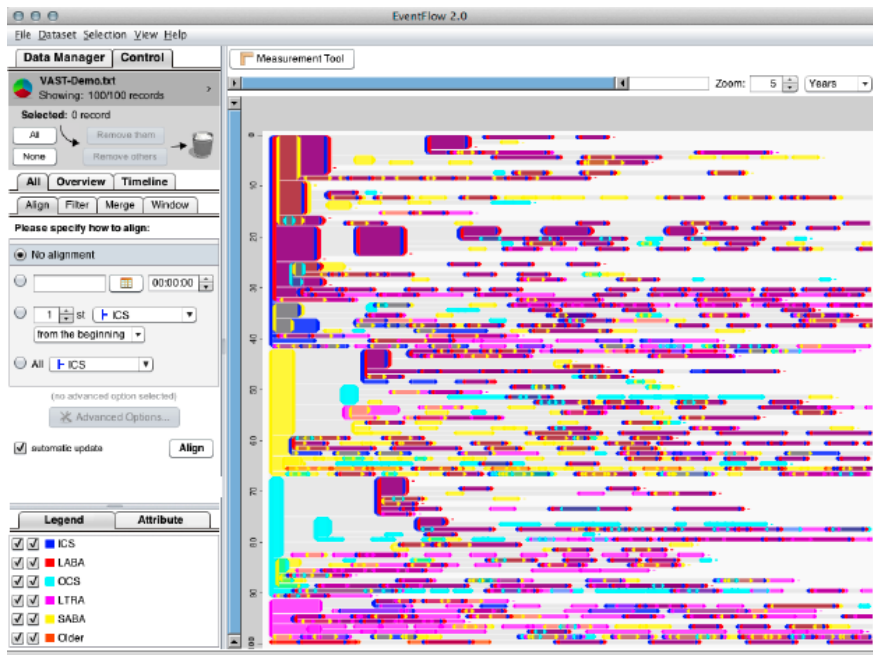 EventFlow 2.0
File Dataset Selection View Help
Data Manager Control
VAST-Demo.txt
Showing: 100/100 records
Selected: 0 record
All Remove them
None Remove others
All Overview Timeline
Align Filter Merge Window
Please specify how to align:
No alignment
00:00:00
1 st ICS
from the beginning
All ICS
(no advanced option selected)
Advanced Options...
automatic update Align
Legend Attribute
ICS
LABA
OCS
LTRA
SABA
Older
Measurement Tool
Zoom: 5 Years
0
10
20
30
40
50
60
70
80
90
100